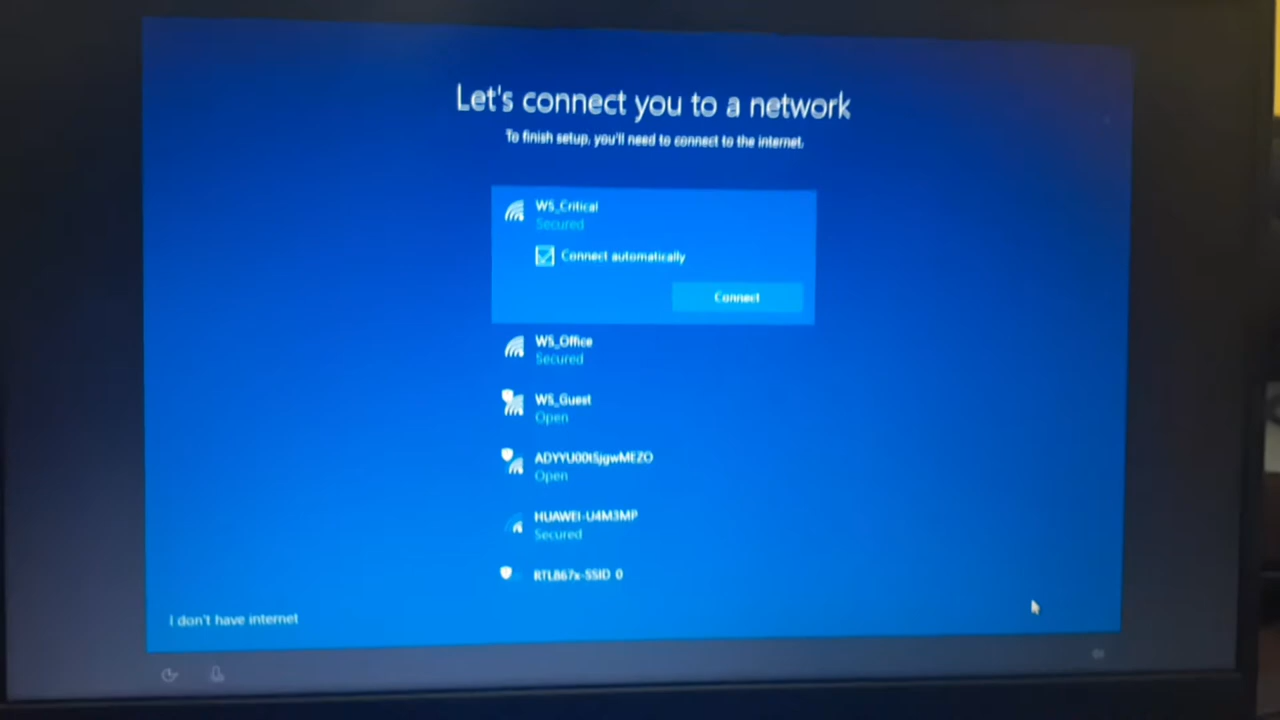 Let's connect you to a network
To finish setup, you'll need to connect to the internet.
WS_Critical
Secured
Connect automatically
Connect
WS_Office
Secured
WS_Guest
Open
Open
HUAWEI-U4M3MP
Secured
RTL867x-SSID 0
I don't have internet